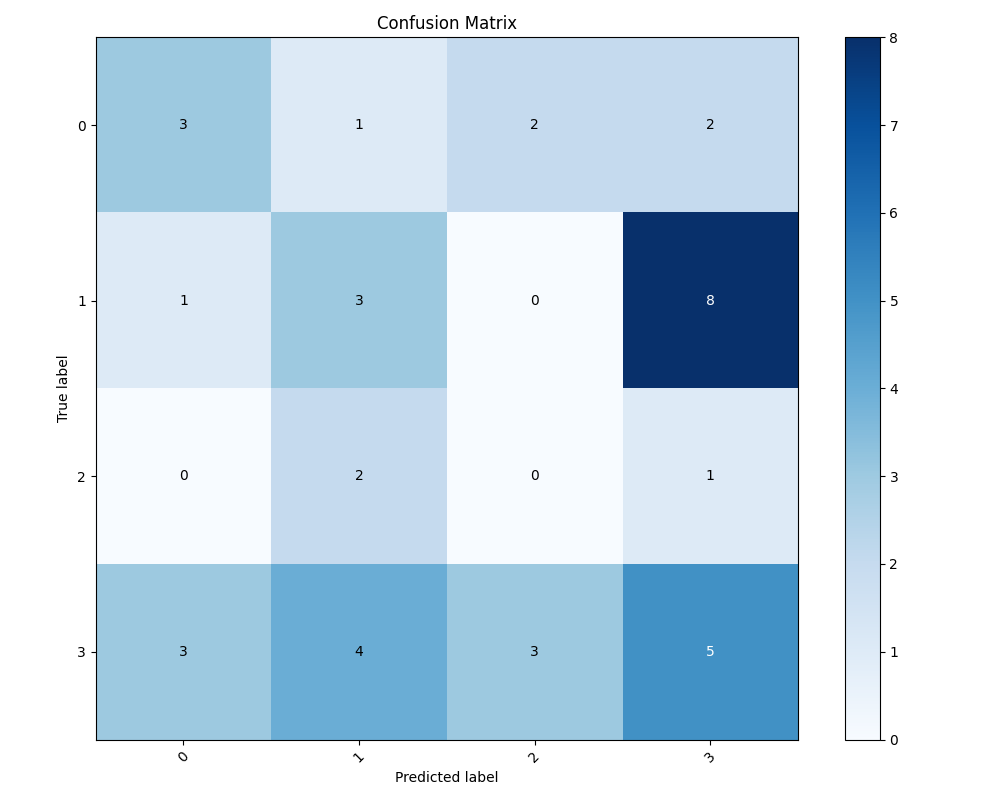 Confusion Matrix
0 3 1 2 2
1 1 3 0 8
2 0 2 0 1
3 3 4 3 5
0 1 2 3
Predicted label
True label
8
7
6
5
4
3
2
1
0